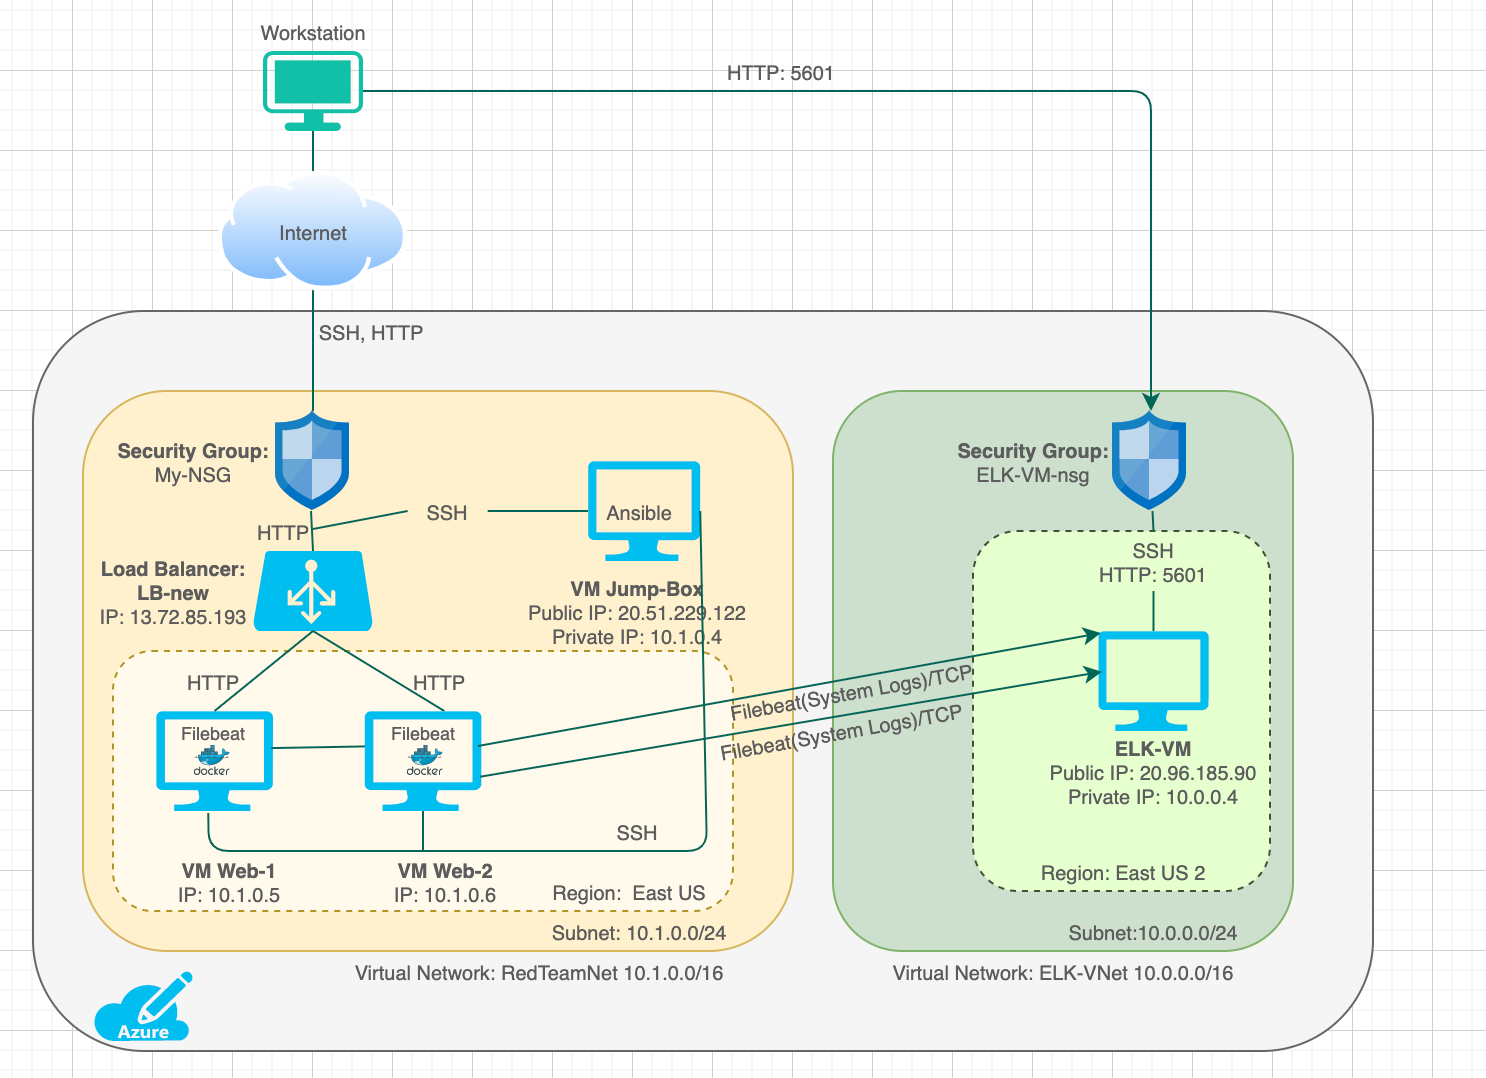 Workstation
HTTP: 5601
Internet
SSH, HTTP
Security Group:
My-NSG
HTTP
SSH
Ansible
Load Balancer:
LB-new
IP: 13.72.85.193
VM Jump-Box
Public IP: 20.51.229.122
Private IP: 10.1.0.4
HTTP
HTTP
Filebeat
docker
Filebeat
docker
SSH
VM Web-1
IP: 10.1.0.5
VM Web-2
IP: 10.1.0.6
Region:  East US
Subnet: 10.1.0.0/24
Virtual Network: RedTeamNet 10.1.0.0/16
Filebeat(System Logs)/TCP
Filebeat(System Logs)/TCP
Security Group:
ELK-VM-nsg
SSH
HTTP: 5601
ELK-VM
Public IP: 20.96.185.90
Private IP: 10.0.0.4
Region: East US 2
Subnet:10.0.0.0/24
Virtual Network: ELK-VNet 10.0.0.0/16
Azure